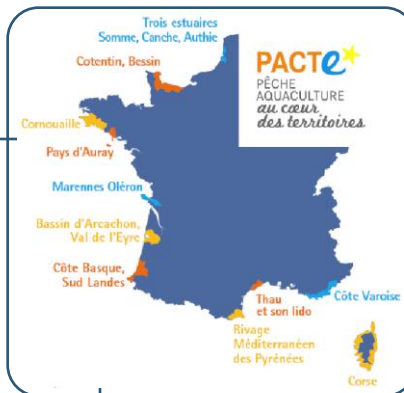 Trois estuaires
Somme, Canche, Authie
Cotentin, Bessin
PACTe
PÊCHE
AQUACULTURE
au cœur
des territoires
Cornouaille
Pays d'Auray
Marennes Oléron
Bassin d'Arcachon,
Val de l'Eyre
Côte Basque,
Sud Landes
Thau
et son lido
Côte Varoise
Rivage
Méditerranéen
des Pyrénées
Corse